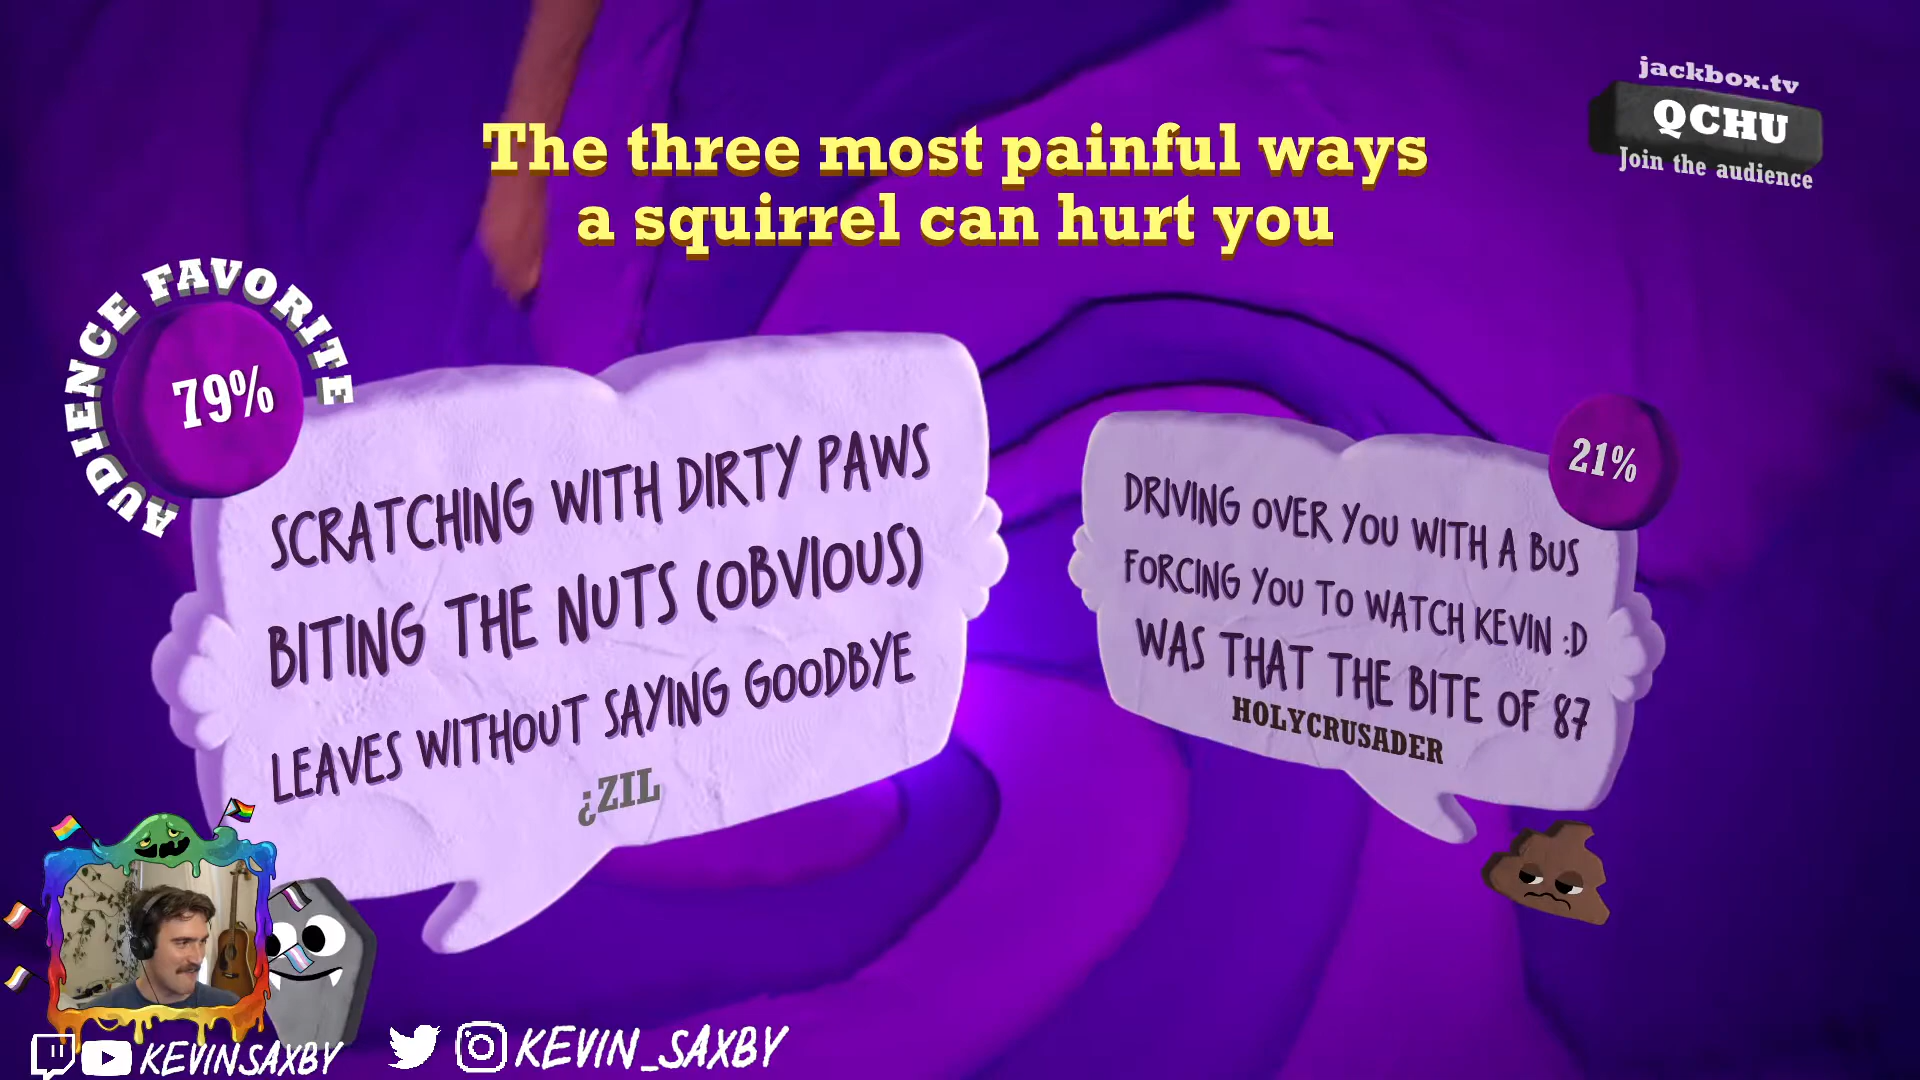 jackbox.tv
QCHU
Join the audience
The three most painful ways
a squirrel can hurt you
AUDIENCE FAVORITE
79%
SCRATCHING WITH DIRTY PAWS
BITING THE NUTS (OBVIOUS)
LEAVES WITHOUT SAYING GOODBYE
¿ZIL
21%
DRIVING OVER YOU WITH A BUS
FORCING YOU TO WATCH KEVIN :D
WAS THAT THE BITE OF 87
HOLYCRUSADER
KEVINSAXBY
KEVIN_SAXBY